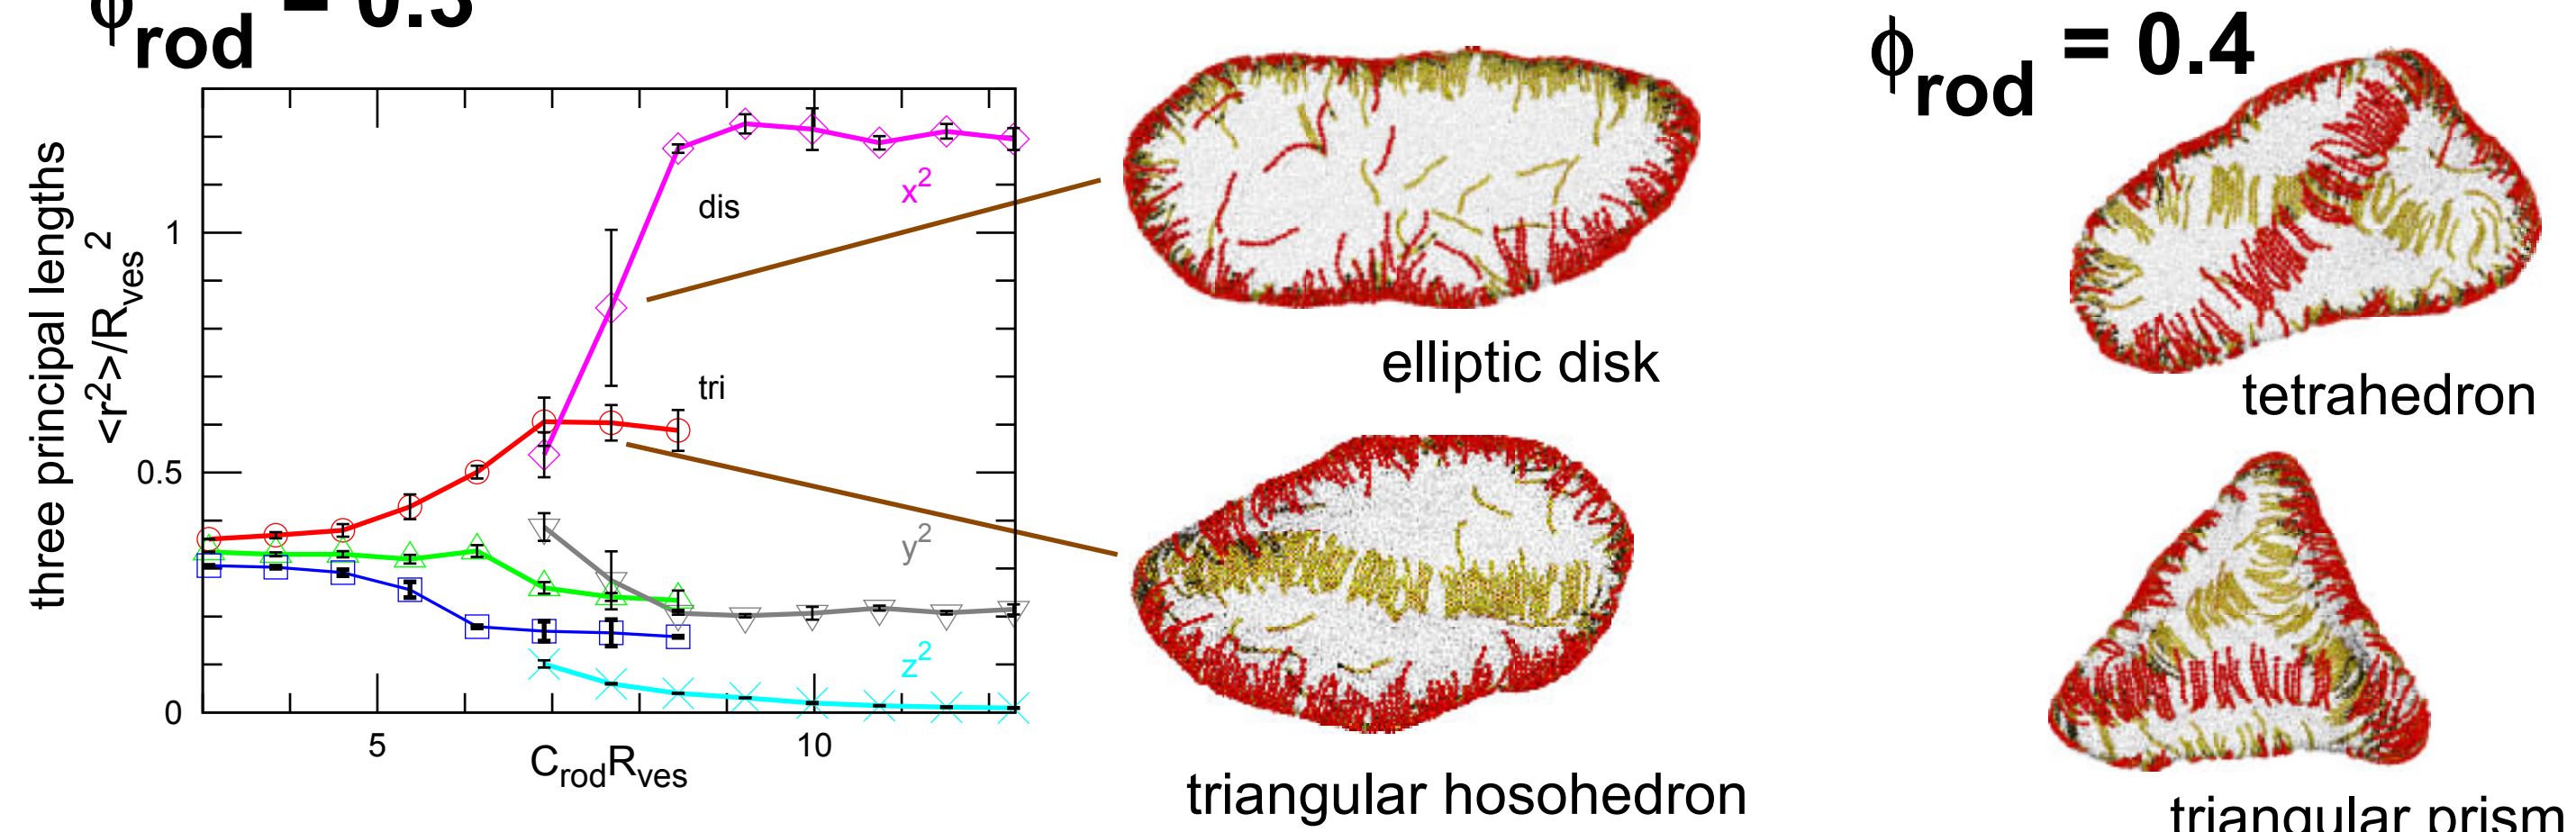 ϕrod = 0.3
ϕrod = 0.4
three principal lengths
<r2>/Rves2
1
0.5
0
5
10
CrodRves
dis
x2
tri
y2
z2
elliptic disk
triangular hosohedron
tetrahedron
triangular prism